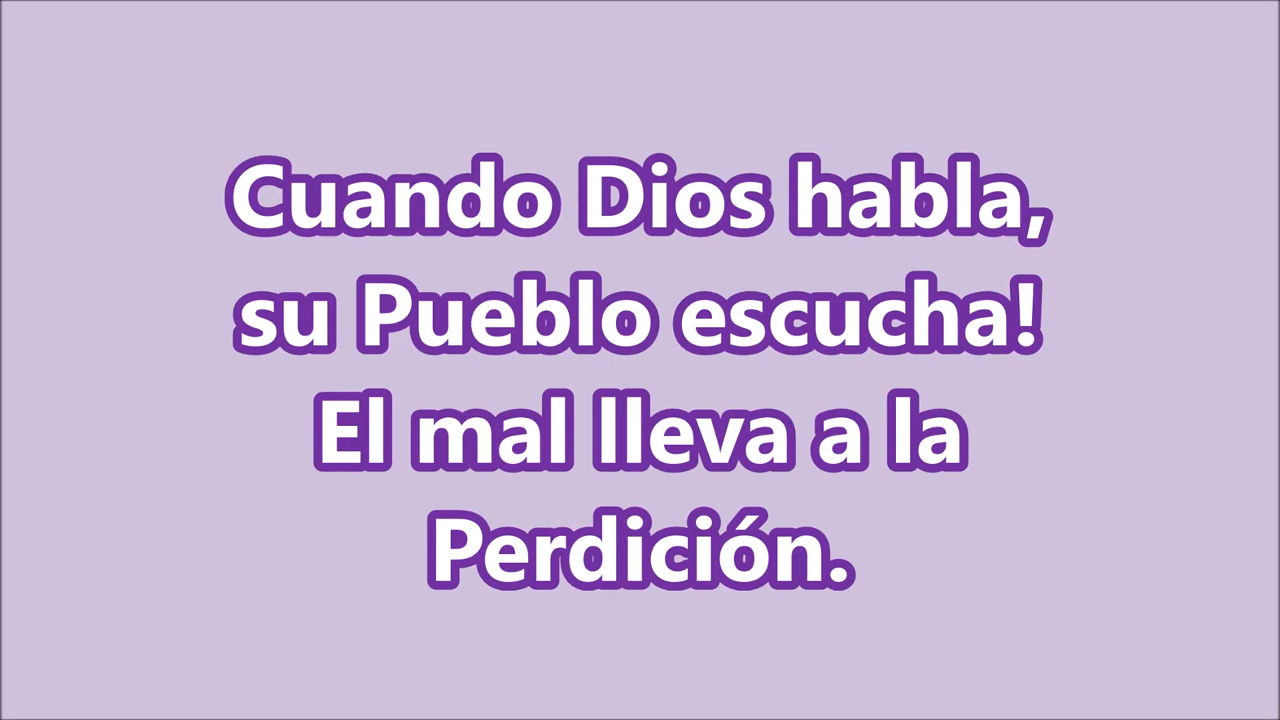 Cuando Dios habla,
su Pueblo escucha!
El mal lleva a la
Perdición.